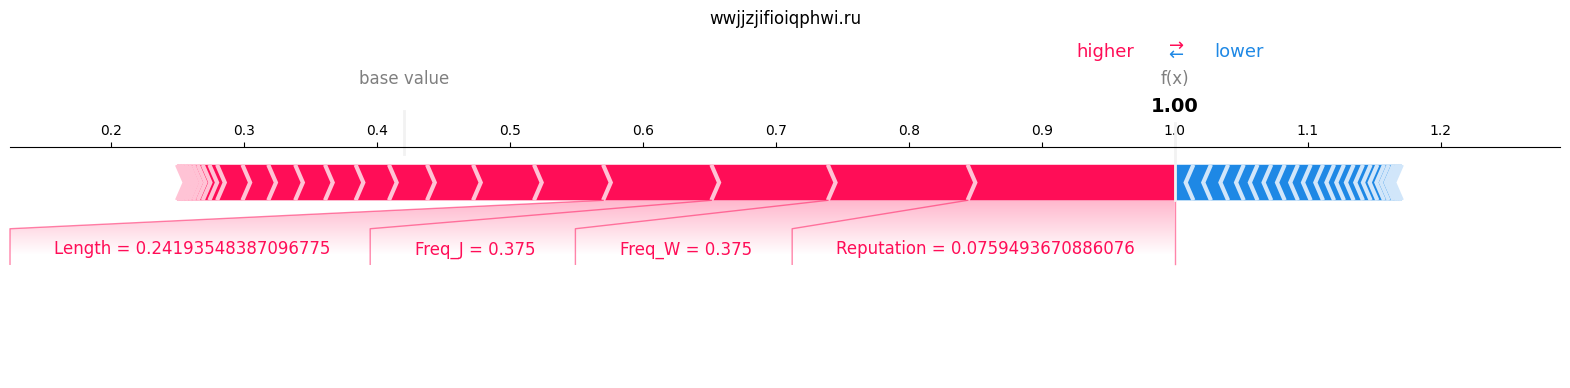 wwjjzjifioiqphwi.ru
higher ⇄ lower
base value f(x)
1.00
0.2 0.3 0.4 0.5 0.6 0.7 0.8 0.9 1.0 1.1 1.2
Length = 0.24193548387096775 Freq_J = 0.375 Freq_W = 0.375 Reputation = 0.0759493670886076